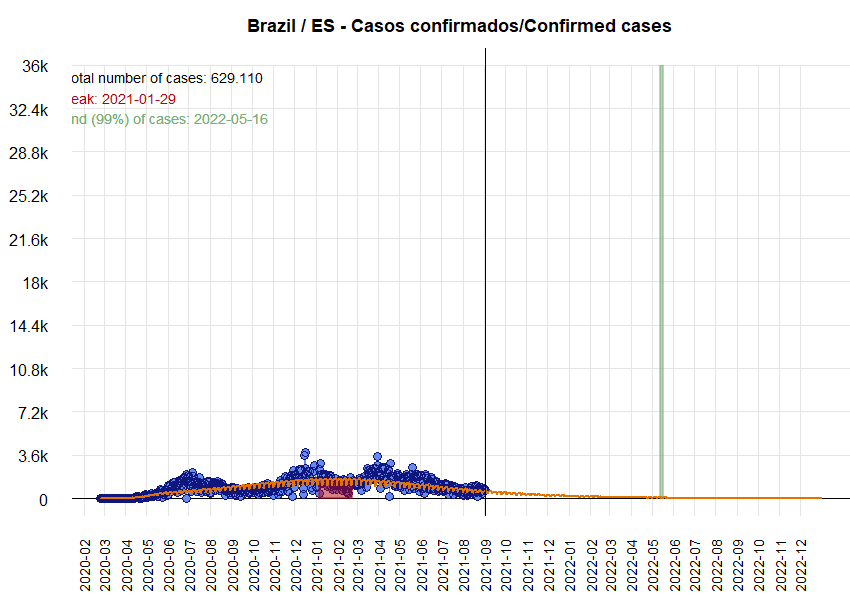 Brazil / ES - Casos confirmados/Confirmed cases
36k
32.4k
28.8k
25.2k
21.6k
18k
14.4k
10.8k
7.2k
3.6k
0
otal number of cases: 629.110
eak: 2021-01-29
nd (99%) of cases: 2022-05-16
2020-02
2020-03
2020-04
2020-05
2020-06
2020-07
2020-08
2020-09
2020-10
2020-11
2020-12
2021-01
2021-02
2021-03
2021-04
2021-05
2021-06
2021-07
2021-08
2021-09
2021-10
2021-11
2021-12
2022-01
2022-02
2022-03
2022-04
2022-05
2022-06
2022-07
2022-08
2022-09
2022-10
2022-11
2022-12